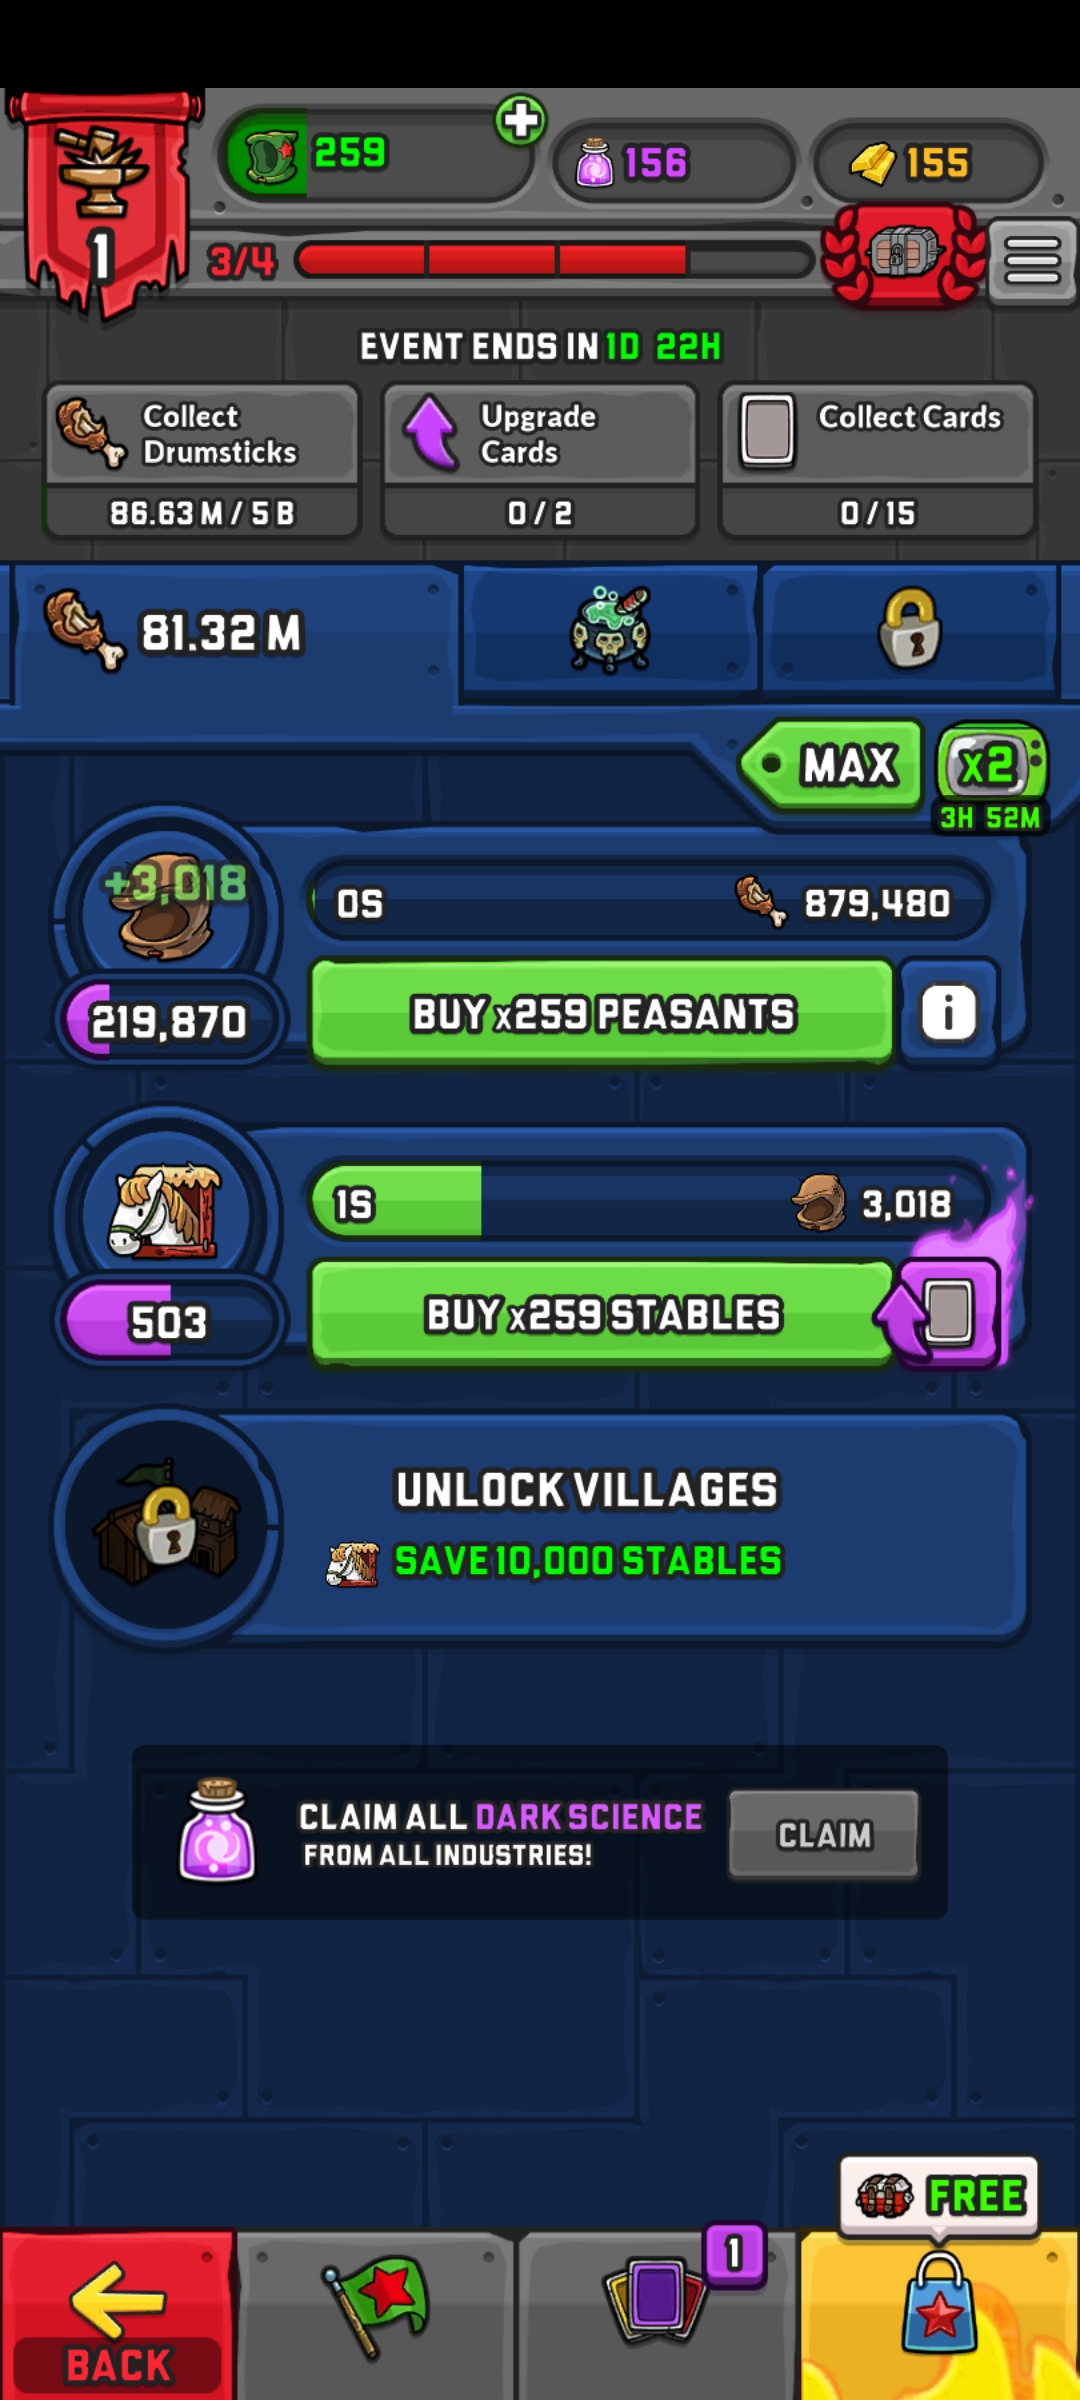 259
156
155
1
3/4
EVENT ENDS IN 1D 22H
Collect
Drumsticks
86.63 M / 5 B
Upgrade
Cards
0 / 2
Collect Cards
0 / 15
81.32 M
MAX
x2
3H 52M
+3,018
0S
879,480
219,870
BUY x259 PEASANTS
i
1S
3,018
503
BUY x259 STABLES
UNLOCK VILLAGES
SAVE 10,000 STABLES
CLAIM ALL DARK SCIENCE
FROM ALL INDUSTRIES!
CLAIM
FREE
1
BACK